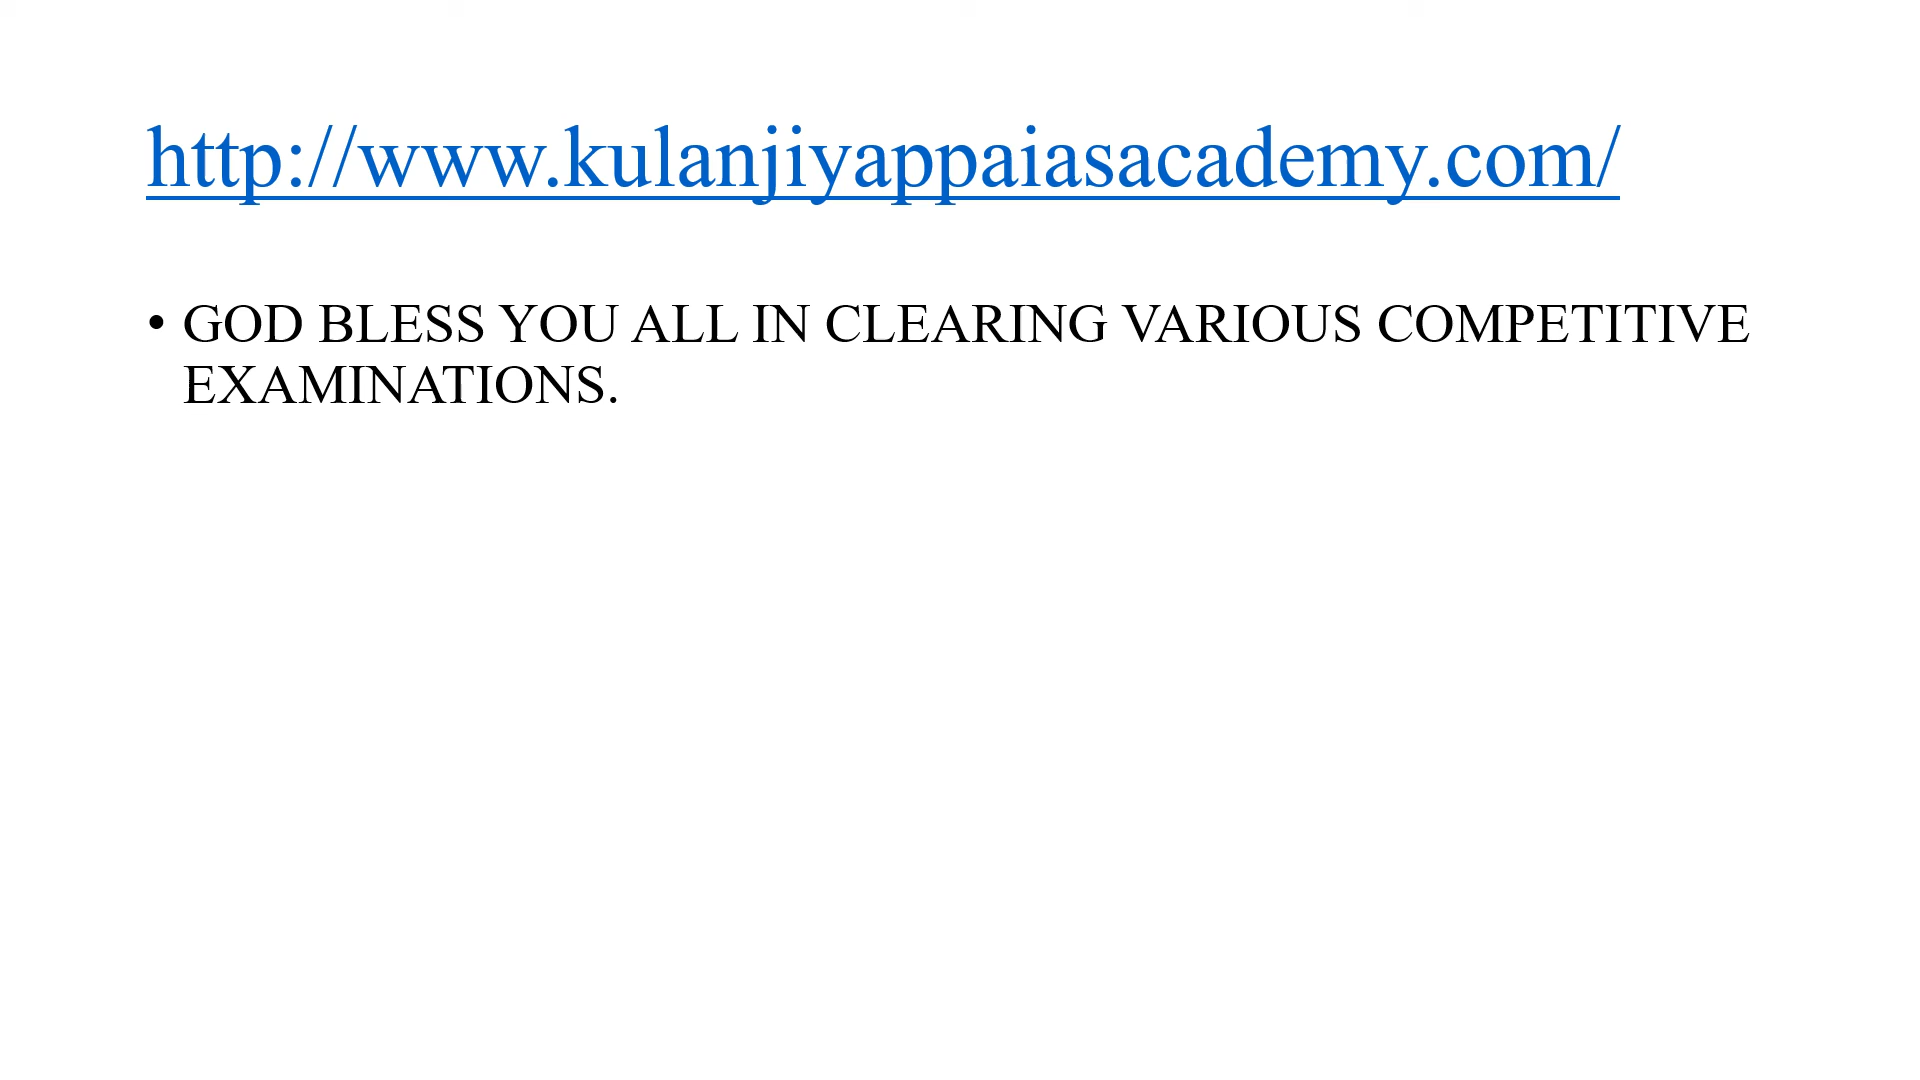 http://www.kulanjiyappaiasacademy.com/
• GOD BLESS YOU ALL IN CLEARING VARIOUS COMPETITIVE
EXAMINATIONS.